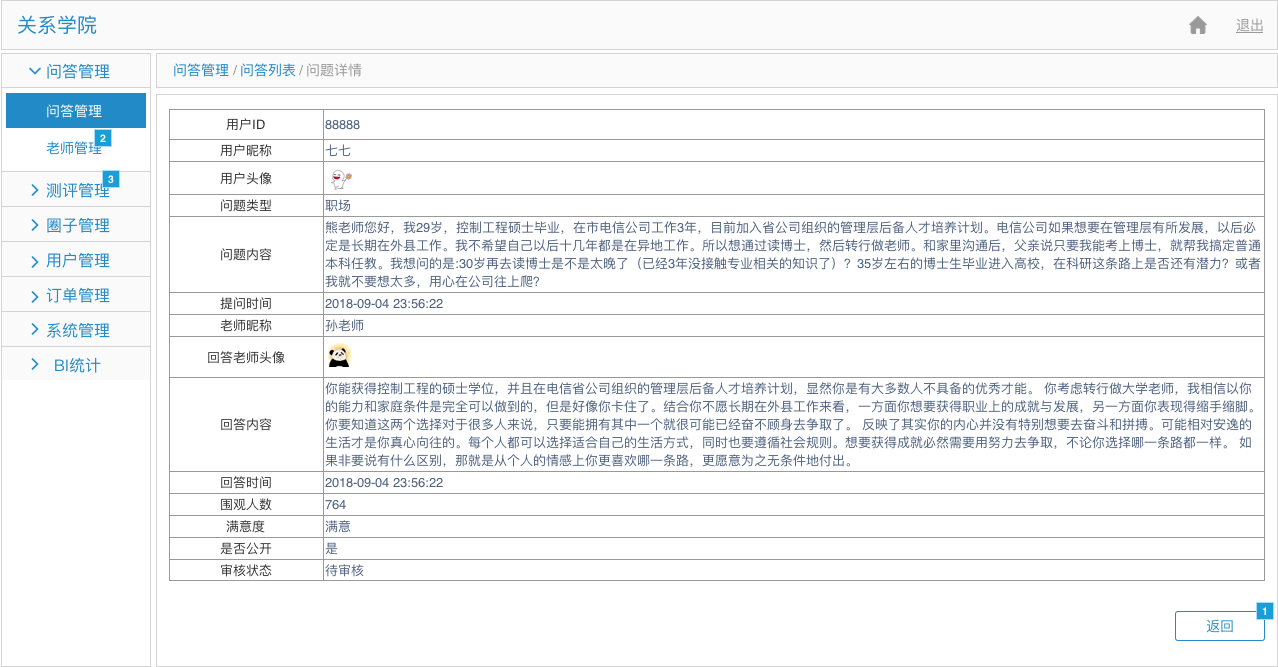 关系学院
退出
问答管理
问答管理
2
老师管理
3
测评管理
圈子管理
用户管理
订单管理
系统管理
BI统计
问答管理 / 问答列表 / 问题详情
用户ID 88888
用户昵称 七七
用户头像
问题类型 职场
问题内容
熊老师您好，我29岁，控制工程硕士毕业，在市电信公司工作3年，目前加入省公司组织的管理层后备人才培养计划。电信公司如果想要在管理层有所发展，以后必
定是长期在外县工作。我不希望自己以后十几年都是在异地工作。所以想通过读博士，然后转行做老师。和家里沟通后，父亲说只要我能考上博士，就帮我搞定普通
本科任教。我想问的是:30岁再去读博士是不是太晚了（已经3年没接触专业相关的知识了）？35岁左右的博士生毕业进入高校，在科研这条路上是否还有潜力？或者
我就不要想太多，用心在公司往上爬?
提问时间 2018-09-04 23:56:22
老师昵称 孙老师
回答老师头像
回答内容
你能获得控制工程的硕士学位，并且在电信省公司组织的管理层后备人才培养计划，显然你是有大多数人不具备的优秀才能。 你考虑转行做大学老师，我相信以你
的能力和家庭条件是完全可以做到的，但是好像你卡住了。结合你不愿长期在外县工作来看，一方面你想要获得职业上的成就与发展，另一方面你表现得缩手缩脚。
你要知道这两个选择对于很多人来说，只要能拥有其中一个就很可能已经奋不顾身去争取了。 反映了其实你的内心并没有特别想要去奋斗和拼搏。可能相对安逸的
生活才是你真心向往的。每个人都可以选择适合自己的生活方式，同时也要遵循社会规则。想要获得成就必然需要用努力去争取，不论你选择哪一条路都一样。 如
果非要说有什么区别，那就是从个人的情感上你更喜欢哪一条路，更愿意为之无条件地付出。
回答时间 2018-09-04 23:56:22
围观人数 764
满意度 满意
是否公开 是
审核状态 待审核
1
返回